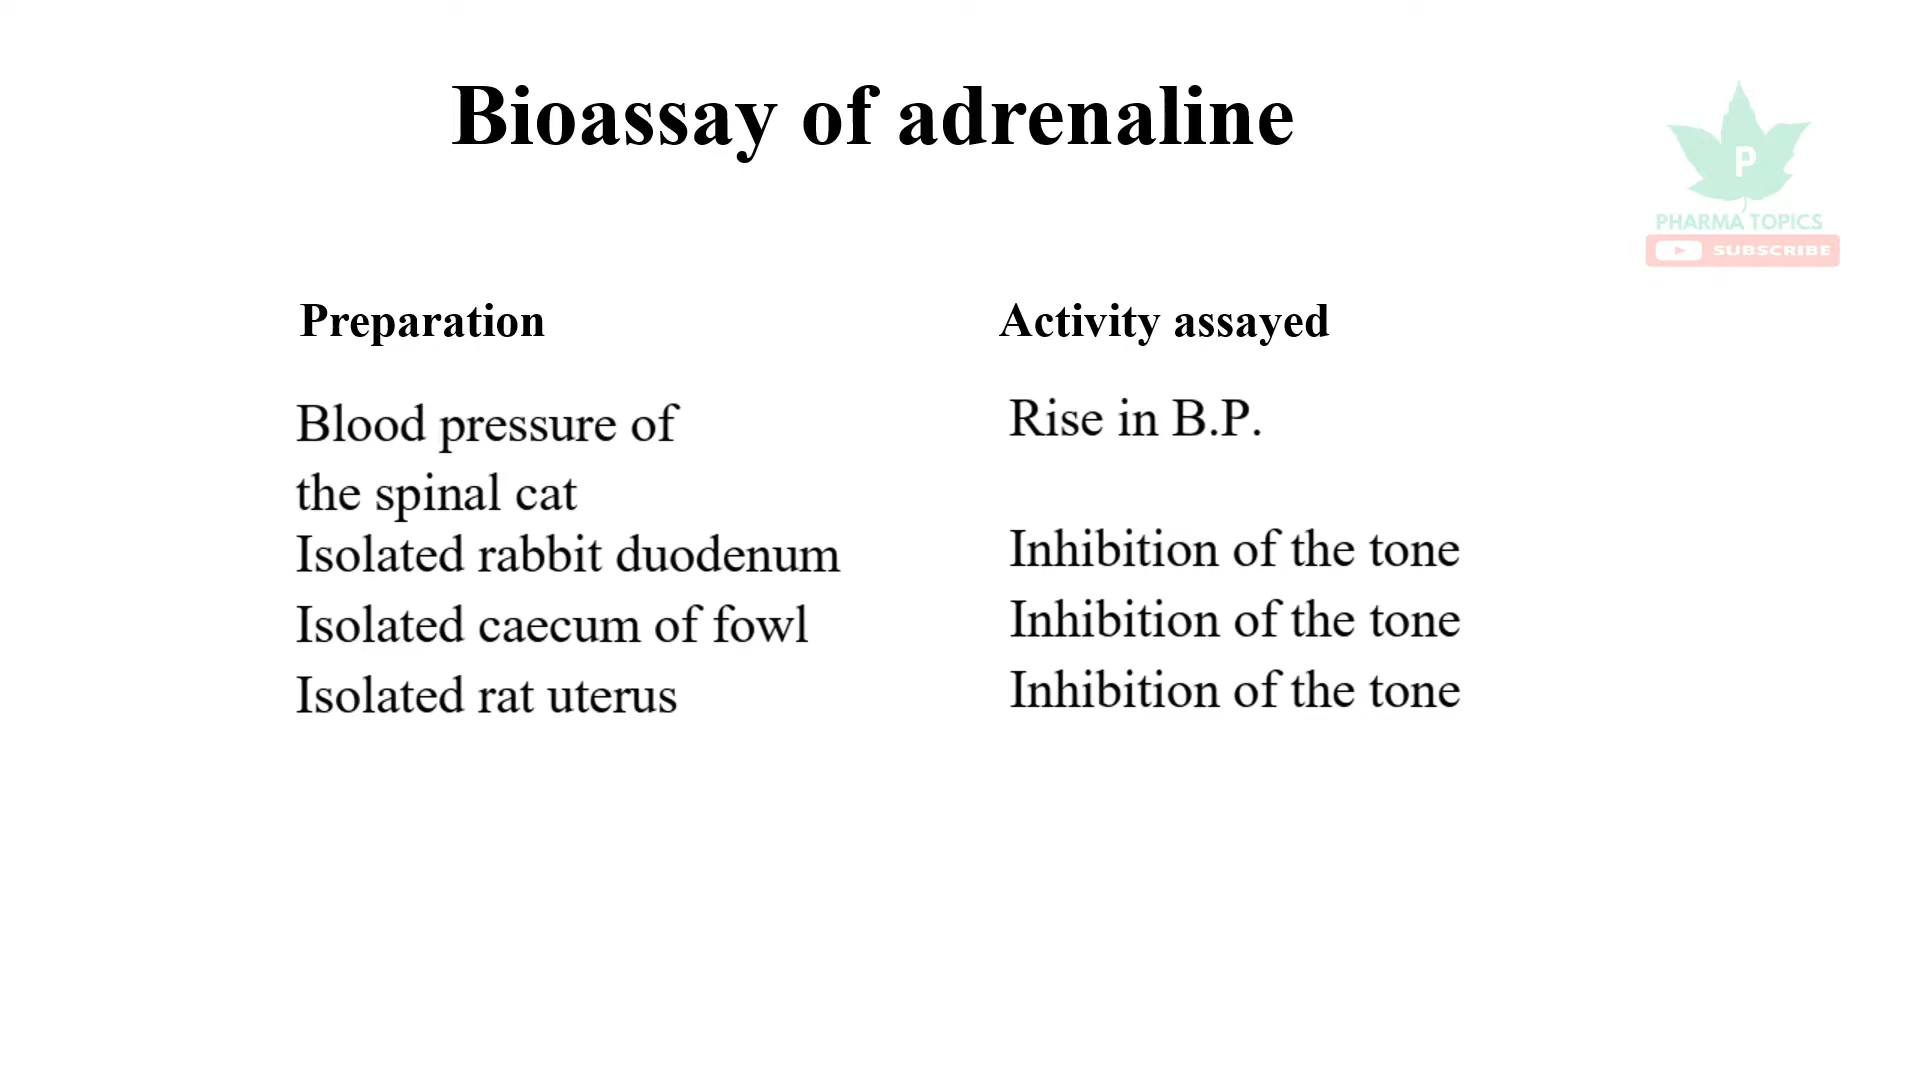 Bioassay of adrenaline
P
PHARMA TOPICS
SUBSCRIBE
Preparation
Activity assayed
Blood pressure of
the spinal cat
Rise in B.P.
Isolated rabbit duodenum
Inhibition of the tone
Isolated caecum of fowl
Inhibition of the tone
Isolated rat uterus
Inhibition of the tone